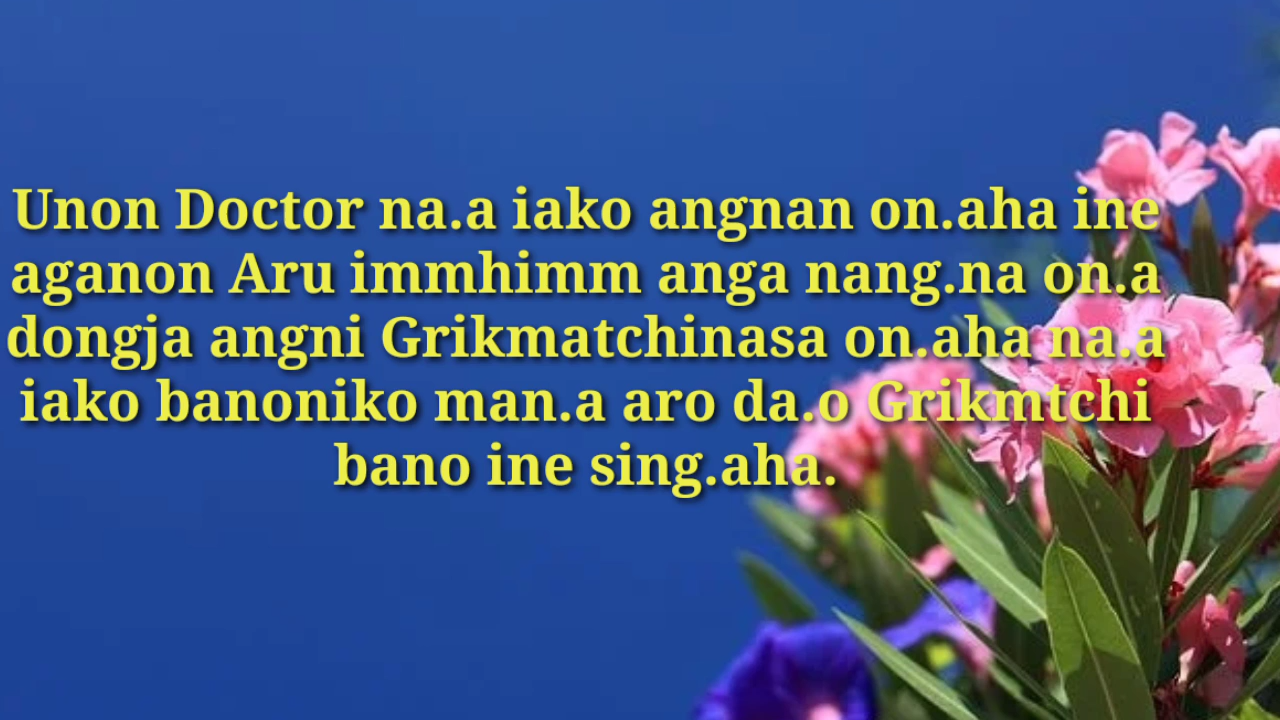 Unon Doctor na.a iako angnan on.aha ine
aganon Aru immhimm anga nang.na on.a
dongja angni Grikmatchinasa on.aha na.a
iako banoniko man.a aro da.o Grikmtchi
bano ine sing.aha.